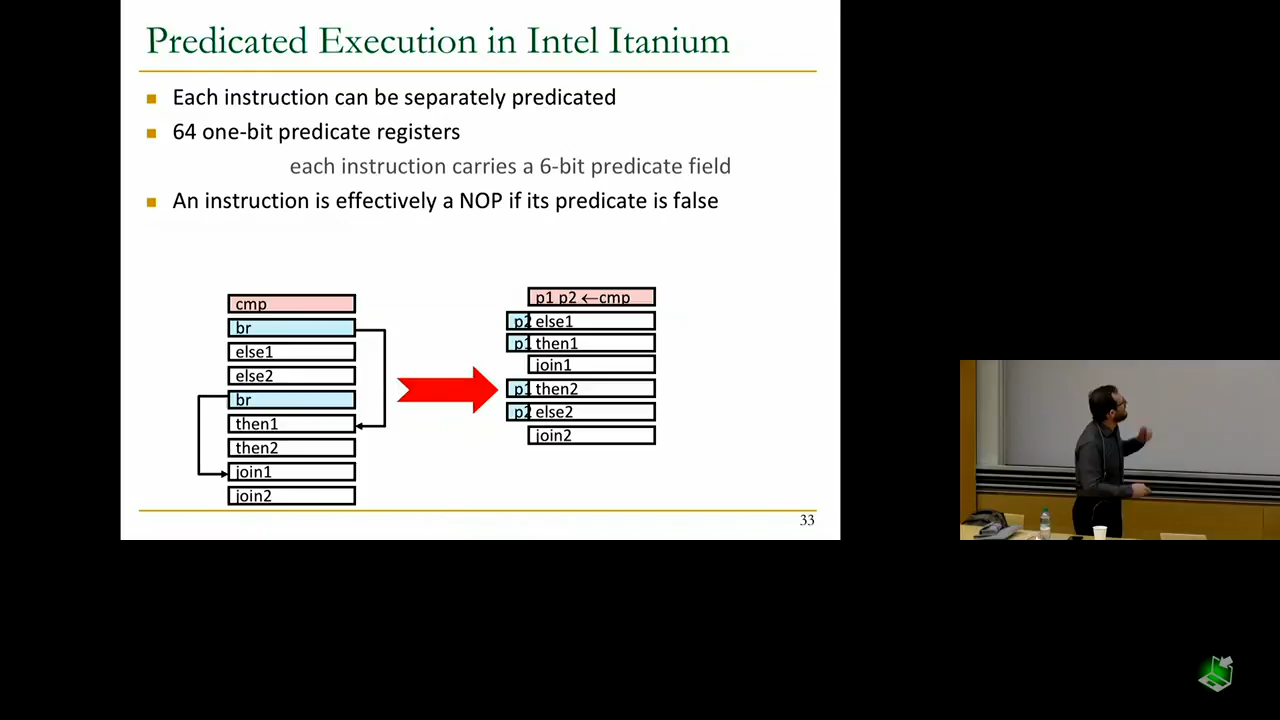 Predicated Execution in Intel Itanium
Each instruction can be separately predicated
64 one-bit predicate registers
each instruction carries a 6-bit predicate field
An instruction is effectively a NOP if its predicate is false
cmp
br
else1
else2
br
then1
then2
join1
join2
p1 p2 ←cmp
p2 else1
p1 then1
join1
p1 then2
p2 else2
join2
33